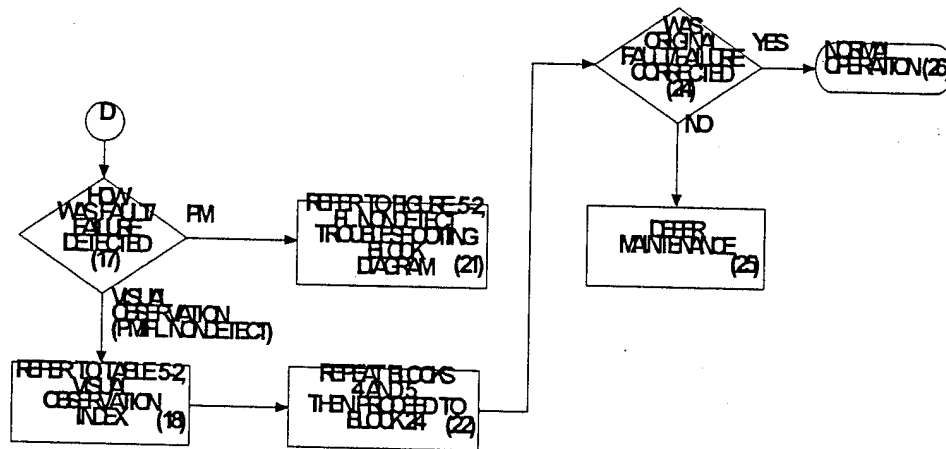 D
HOW
WAS FAULT/
FAILURE
DETECTED
(17)
PM
REFER TO FIGURE 5-2,
FL NONDETECT
TROUBLESHOOTING
BLOCK
DIAGRAM
(21)
VISUAL
OBSERVATION
(PM/FL NONDETECT)
REFER TO TABLE 5-2,
VISUAL
OBSERVATION
INDEX
(18)
REPEAT BLOCKS
4 AND 5
THEN PROCEED TO
BLOCK 24
(22)
WAS
ORIGINAL
FAULT/FAILURE
CORRECTED
(24)
YES
NORMAL
OPERATION (26)
NO
DEFER
MAINTENANCE
(25)